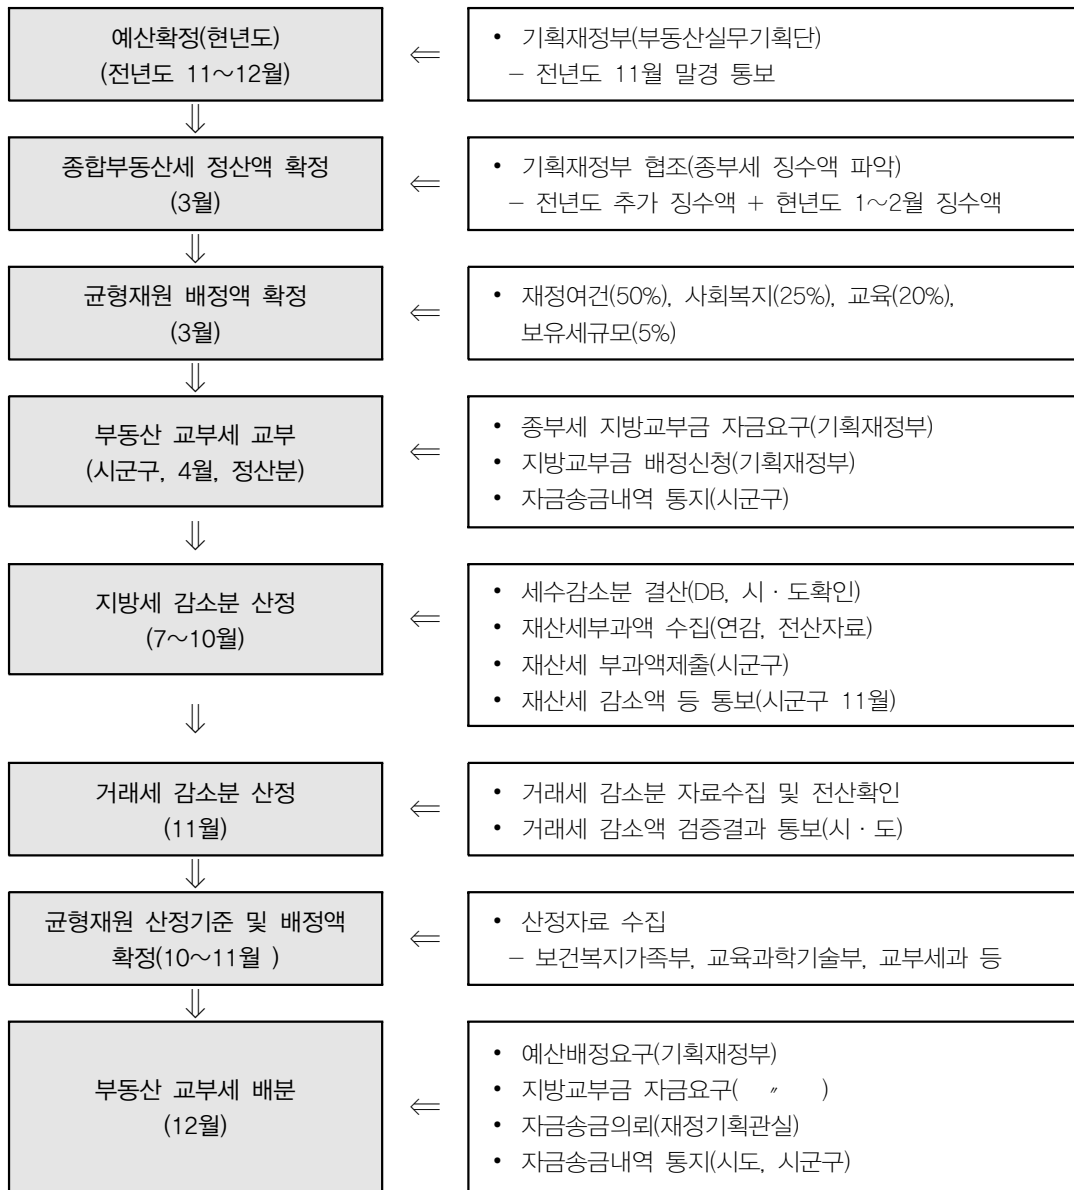 예산확정(현년도)
(전년도 11∼12월)
⇐
• 기획재정부(부동산실무기획단)
− 전년도 11월 말경 통보
⇓
종합부동산세 정산액 확정
(3월)
⇐
• 기획재정부 협조(종부세 징수액 파악)
− 전년도 추가 징수액 + 현년도 1∼2월 징수액
⇓
균형재원 배정액 확정
(3월)
⇐
• 재정여건(50%), 사회복지(25%), 교육(20%),
보유세규모(5%)
⇓
부동산 교부세 교부
(시군구, 4월, 정산분)
⇐
• 종부세 지방교부금 자금요구(기획재정부)
• 지방교부금 배정신청(기획재정부)
• 자금송금내역 통지(시군구)
⇓
지방세 감소분 산정
(7∼10월)
⇐
• 세수감소분 결산(DB, 시 · 도확인)
• 재산세부과액 수집(연감, 전산자료)
• 재산세 부과액제출(시군구)
• 재산세 감소액 등 통보(시군구 11월)
⇓
거래세 감소분 산정
(11월)
⇐
• 거래세 감소분 자료수집 및 전산확인
• 거래세 감소액 검증결과 통보(시 · 도)
⇓
균형재원 산정기준 및 배정액
확정(10∼11월 )
⇐
• 산정자료 수집
− 보건복지가족부, 교육과학기술부, 교부세과 등
⇓
부동산 교부세 배분
(12월)
⇐
• 예산배정요구(기획재정부)
• 지방교부금 자금요구( 〃 )
• 자금송금의뢰(재정기획관실)
• 자금송금내역 통지(시도, 시군구)